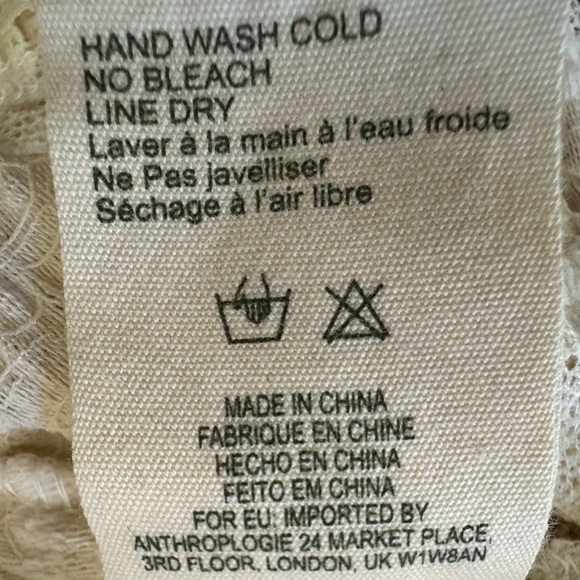 HAND WASH COLD
NO BLEACH
LINE DRY
Laver à la main à l'eau froide
Ne Pas javelliser
Séchage à l'air libre
MADE IN CHINA
FABRIQUE EN CHINE
HECHO EN CHINA
FEITO EM CHINA
FOR EU: IMPORTED BY
ANTHROPLOGIE 24 MARKET PLACE,
3RD FLOOR, LONDON, UK W1W8AN